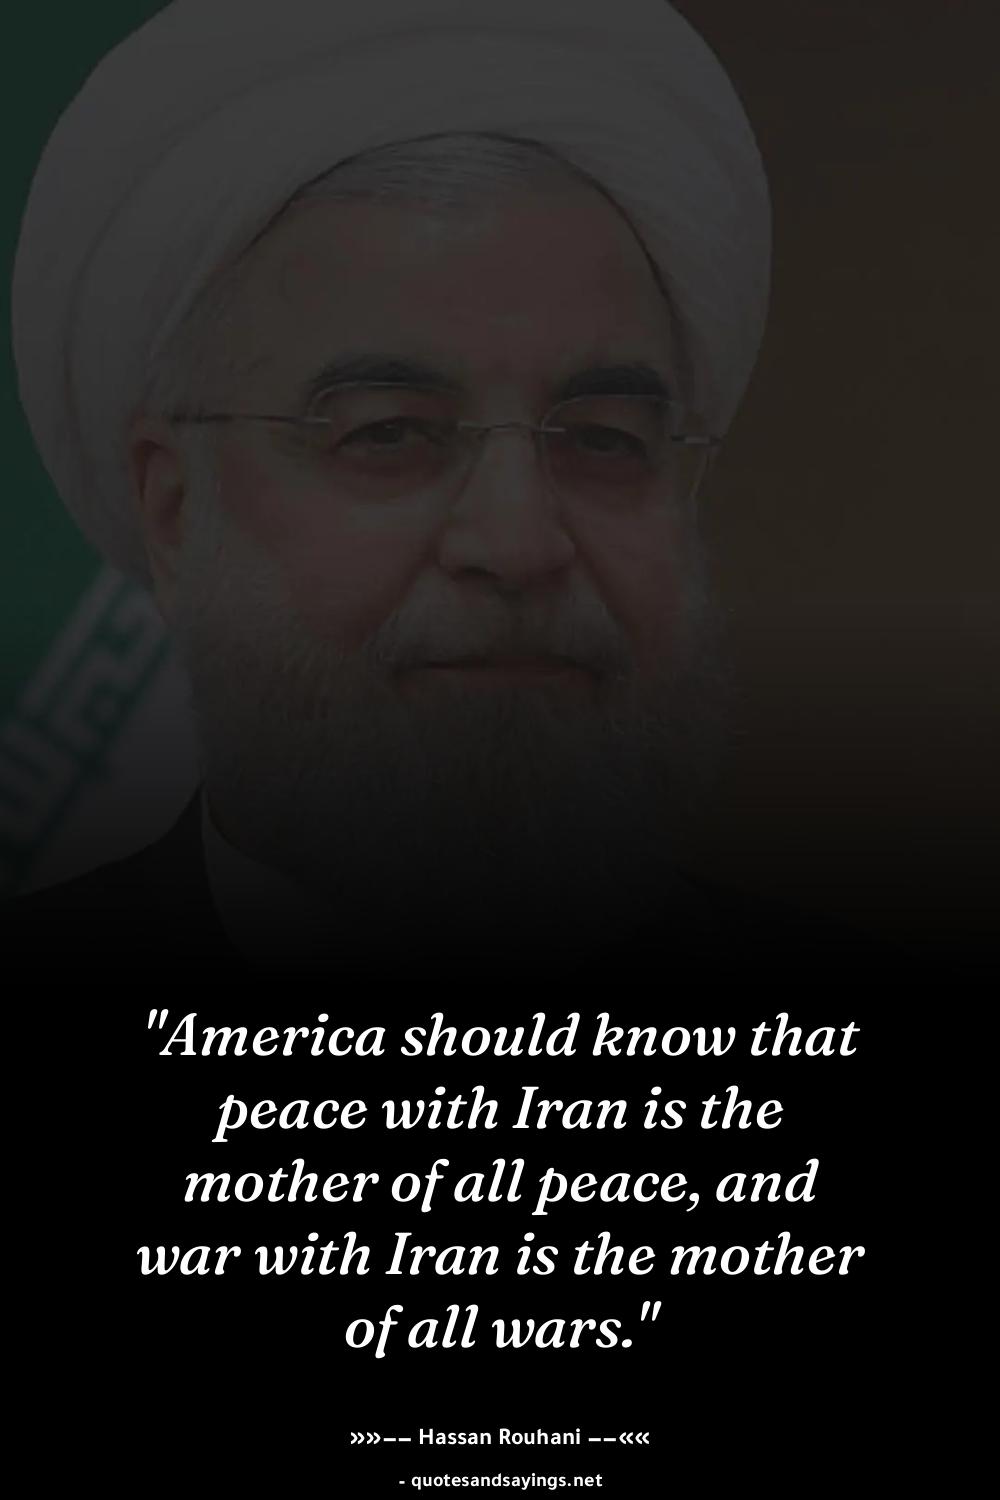 "America should know that
peace with Iran is the
mother of all peace, and
war with Iran is the mother
of all wars."
»»−− Hassan Rouhani −−««
- quotesandsayings.net